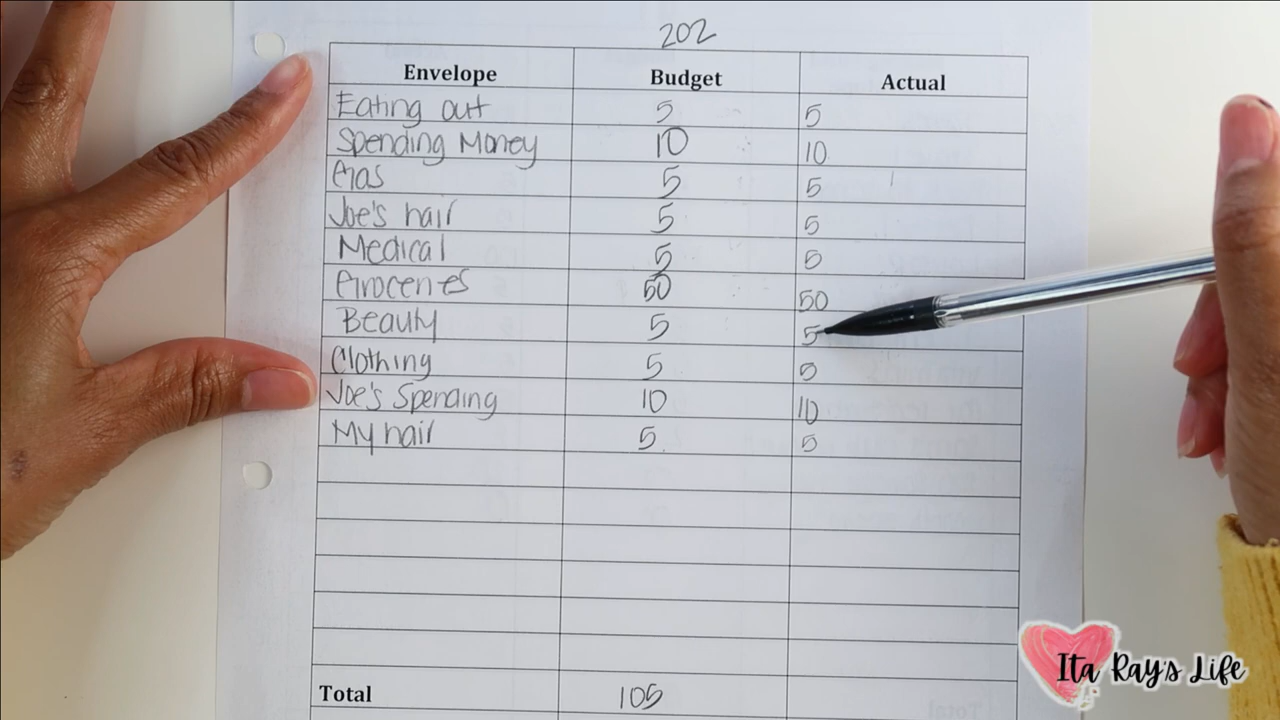 202
Envelope Budget Actual
Eating out 5 5
Spending Money 10 10
Gas 5 5
Joe's hair 5 5
Medical 5 5
Groceries 50 50
Beauty 5 5
Clothing 5 5
Joe's Spending 10 10
My hair 5 5
Total 105
Ita Ray's Life